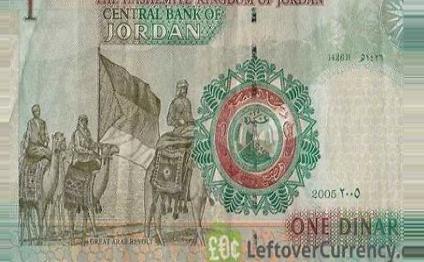 1
THE HASHEMITE KINGDOM OF JORDAN
CENTRAL BANK OF
JORDAN
1426H ١٤٢٦هـ
2005 ٢٠٠٥
ONE DINAR
GREAT ARAB REVOLT
LeftoverCurrency.com